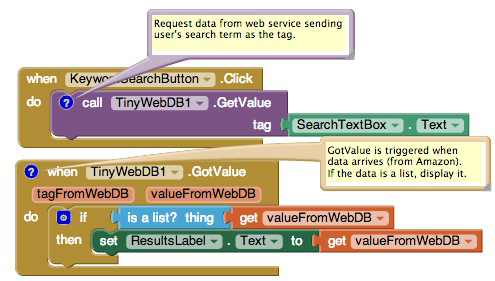 Request data from web service sending
user's search term as the tag.
when KeywordSearchButton .Click
do ? call TinyWebDB1 .GetValue
tag SearchTextBox . Text
GotValue is triggered when
data arrives (from Amazon).
If the data is a list, display it.
? when TinyWebDB1 .GotValue
tagFromWebDB valueFromWebDB
do if is a list? thing get valueFromWebDB
then set ResultsLabel . Text to get valueFromWebDB